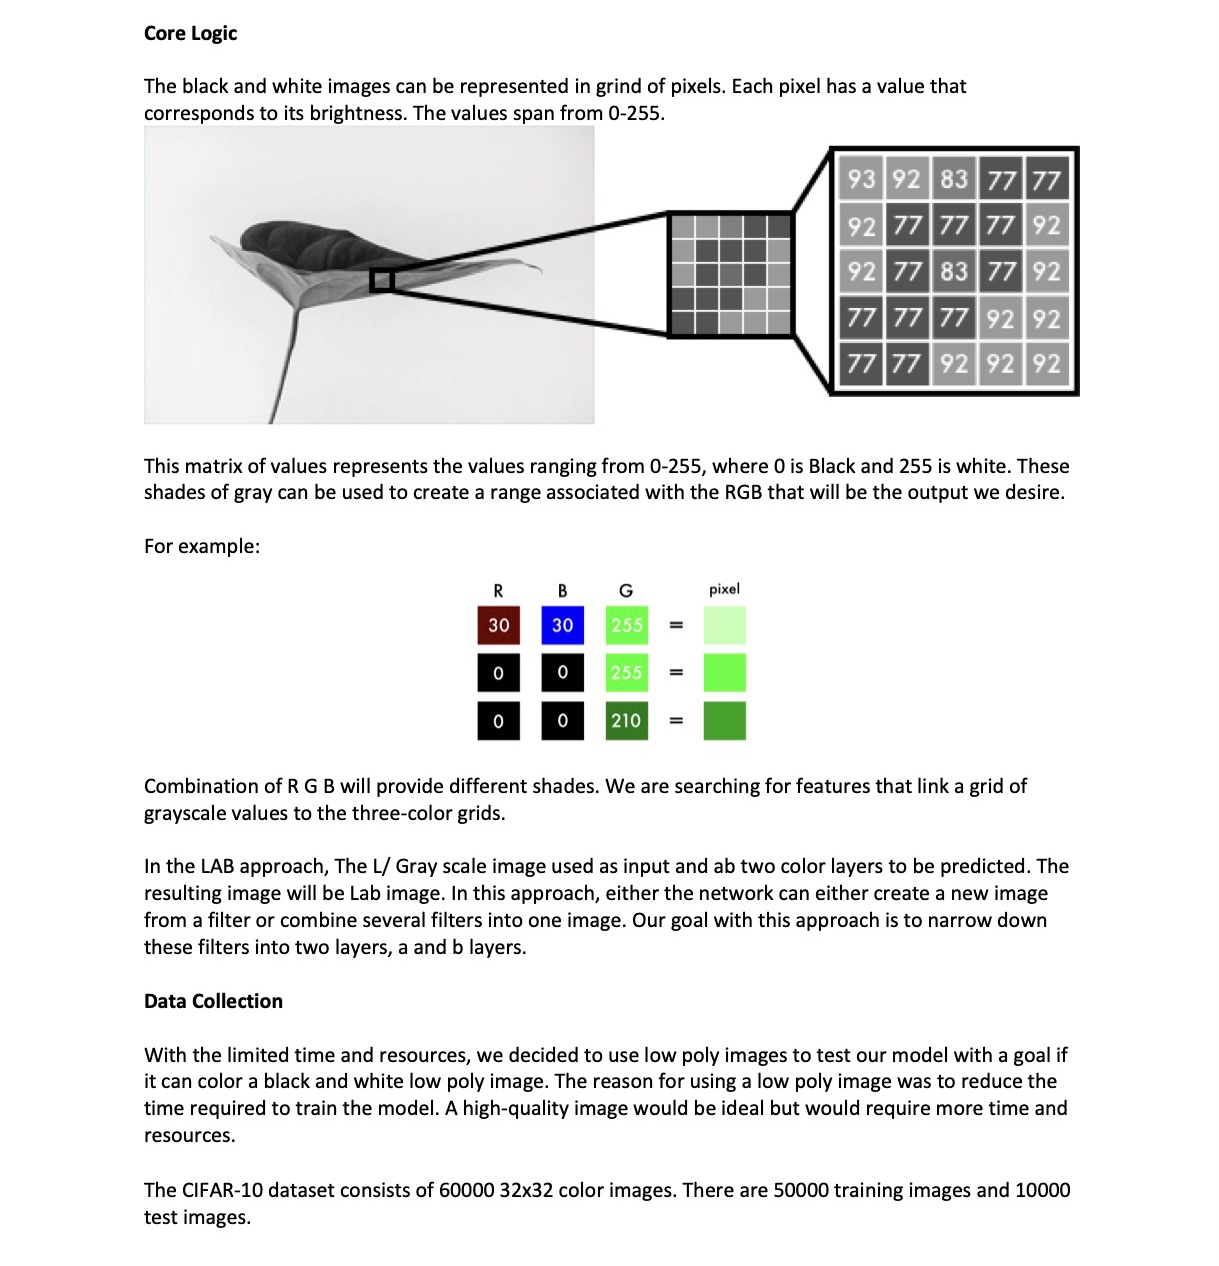 Core Logic
The black and white images can be represented in grind of pixels. Each pixel has a value that
corresponds to its brightness. The values span from 0-255.
93 92 83 77 77
92 77 77 77 92
92 77 83 77 92
77 77 77 92 92
77 77 92 92 92
This matrix of values represents the values ranging from 0-255, where 0 is Black and 255 is white. These
shades of gray can be used to create a range associated with the RGB that will be the output we desire.
For example:
R B G pixel
30 30 255 =
0 0 255 =
0 0 210 =
Combination of R G B will provide different shades. We are searching for features that link a grid of
grayscale values to the three-color grids.
In the LAB approach, The L/ Gray scale image used as input and ab two color layers to be predicted. The
resulting image will be Lab image. In this approach, either the network can either create a new image
from a filter or combine several filters into one image. Our goal with this approach is to narrow down
these filters into two layers, a and b layers.
Data Collection
With the limited time and resources, we decided to use low poly images to test our model with a goal if
it can color a black and white low poly image. The reason for using a low poly image was to reduce the
time required to train the model. A high-quality image would be ideal but would require more time and
resources.
The CIFAR-10 dataset consists of 60000 32x32 color images. There are 50000 training images and 10000
test images.